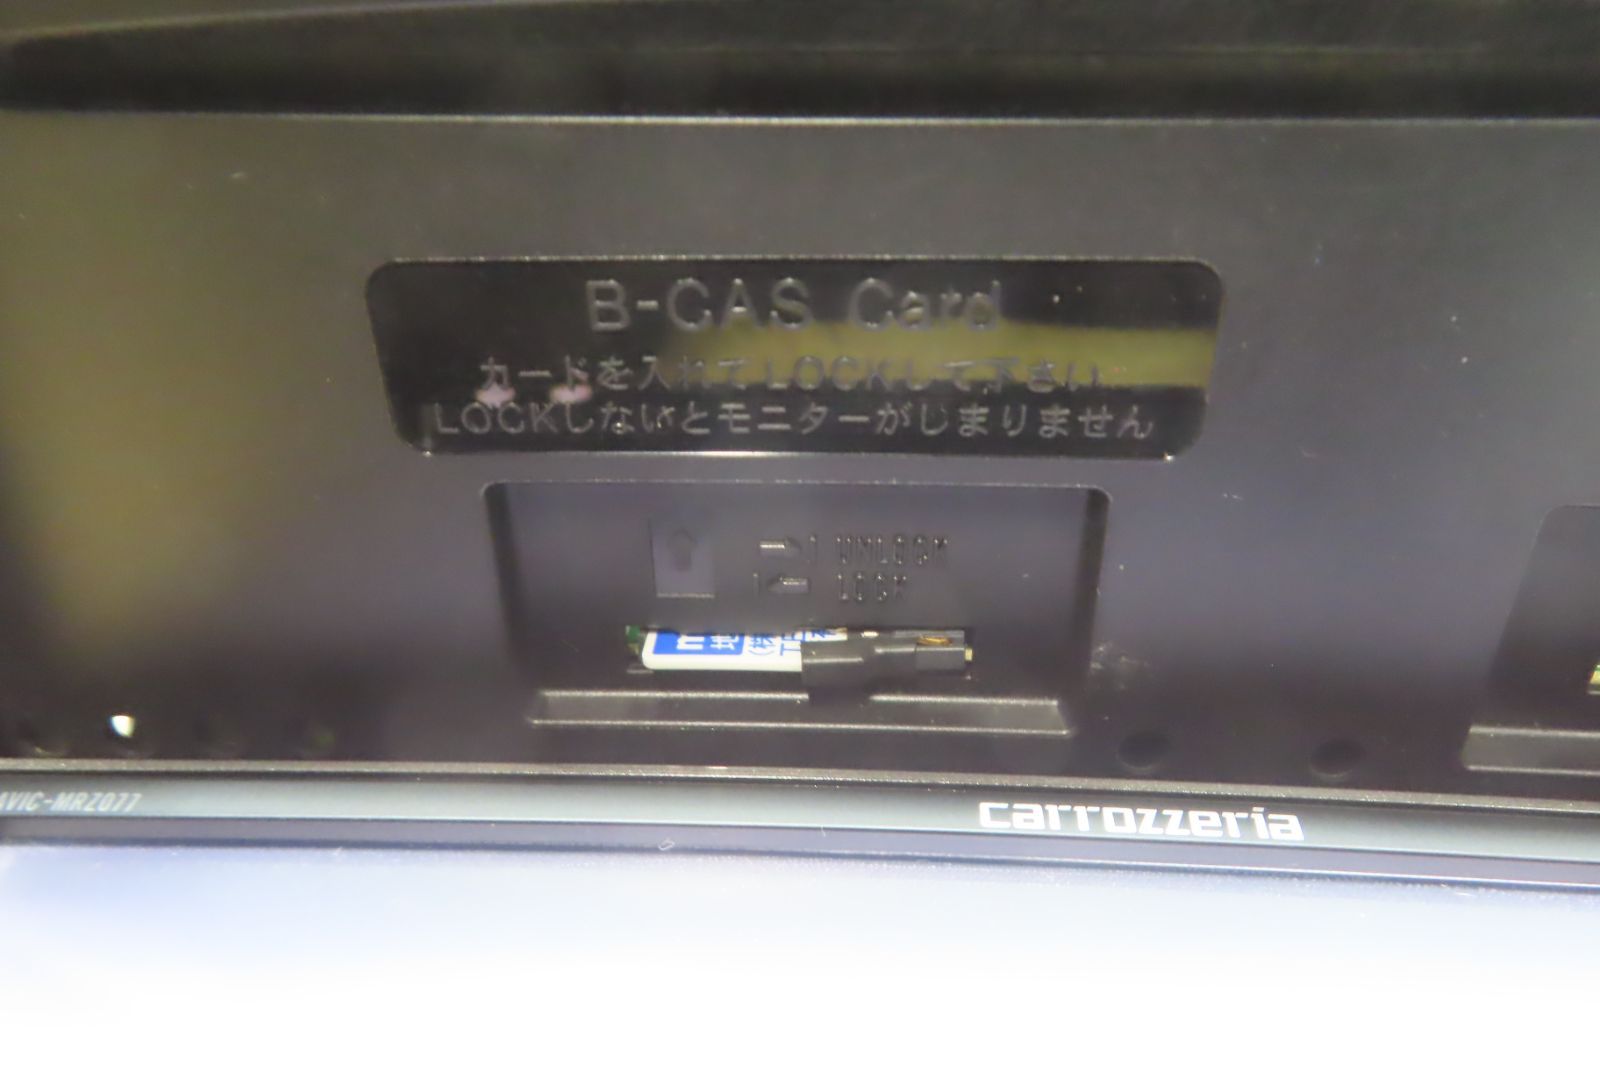 B-CAS Card
カードを入れてLOCKして下さい
LOCKしないとモニターがしまりません
UNLOCK
LOCK
AVIC-MRZ077
carrozzeria